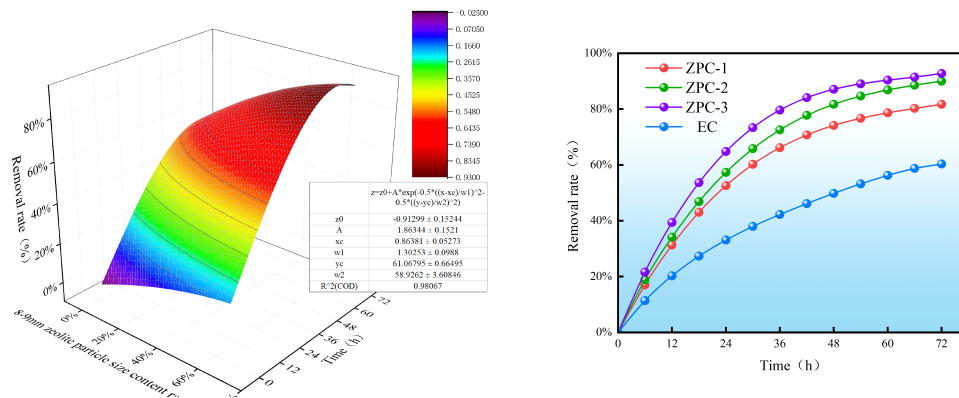 -0.02500
0.07050
0.1660
0.2615
0.3570
0.4525
0.5480
0.6435
0.7390
0.8345
0.9300
Removal rate（%）
80%
60%
40%
20%
0%
z=z0+A*exp(-0.5*((x-xc)/w1)^2-
0.5*((y-yc)/w2)^2)
z0 -0.91299 ± 0.15244
A 1.86344 ± 0.1521
xc 0.86381 ± 0.05273
w1 1.30253 ± 0.0988
yc 61.06795 ± 0.66495
w2 58.9262 ± 3.60846
R^2(COD) 0.98067
0%
20%
40%
60%
8-9mm zeolite particle size content
0
12
24
36
48
60
72
Time（h）
100%
80%
60%
40%
20%
0%
Removal rate（%）
ZPC-1
ZPC-2
ZPC-3
EC
0 12 24 36 48 60 72
Time（h）